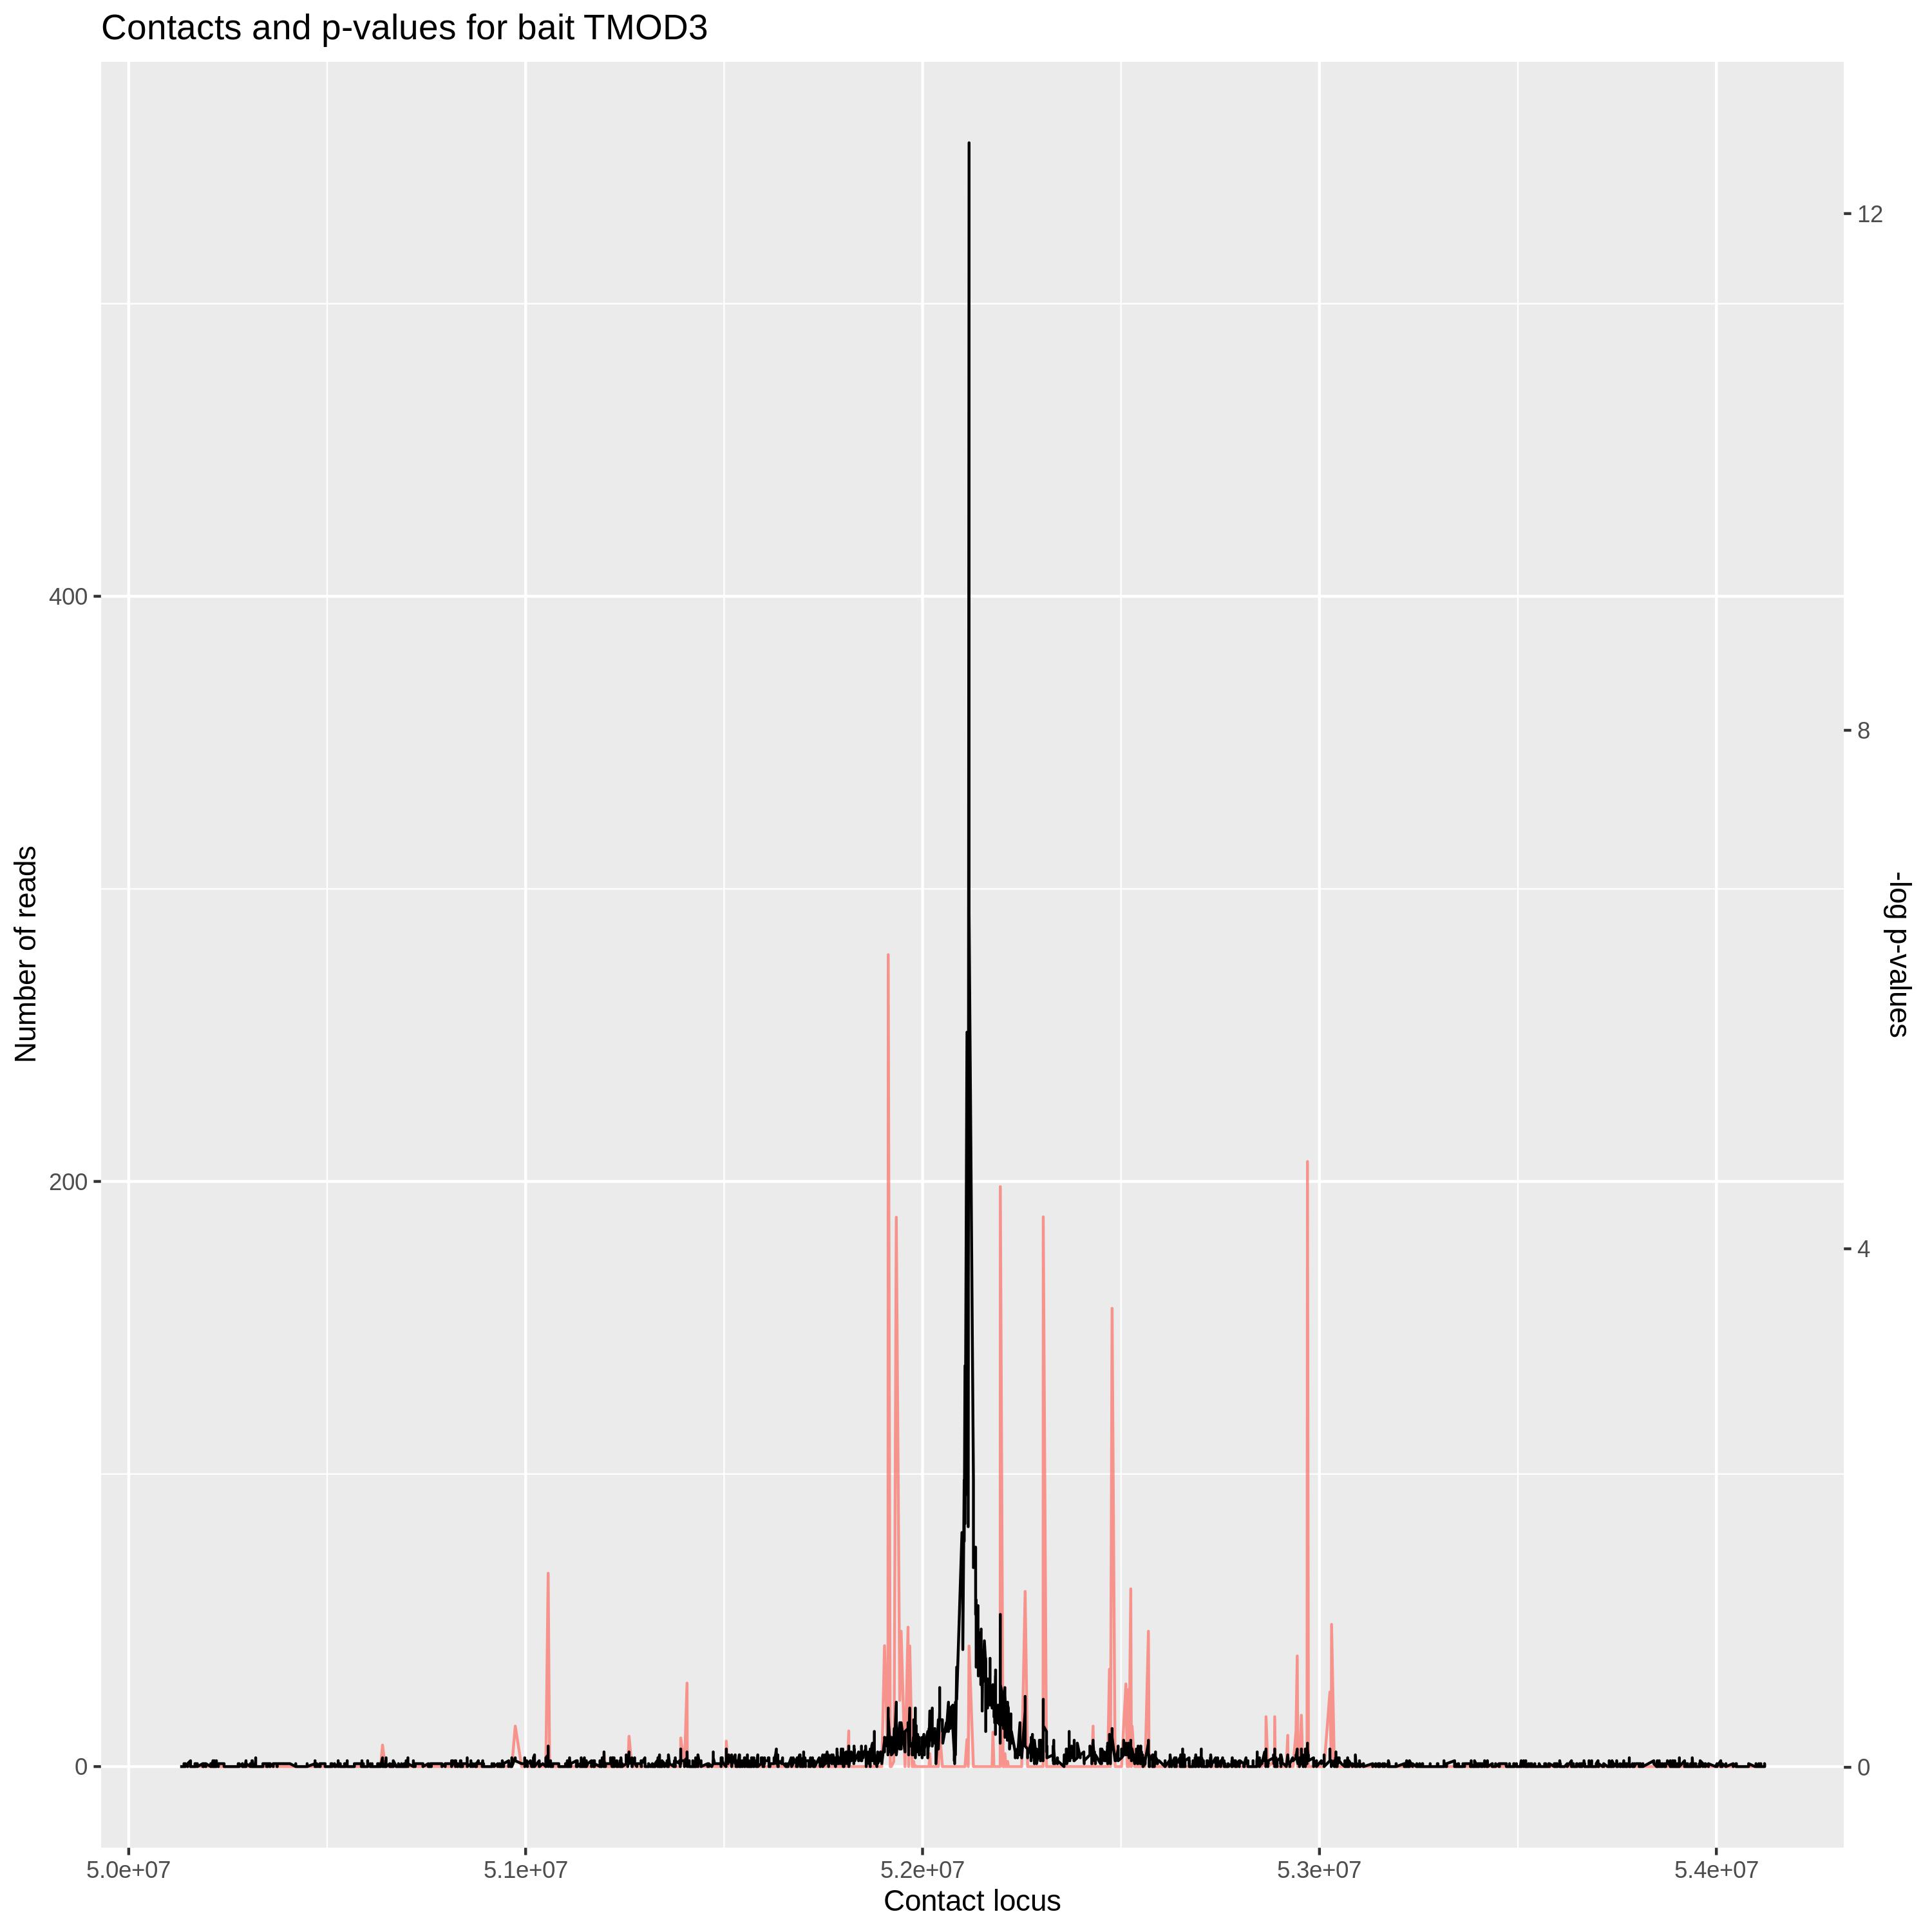 Contacts and p-values for bait TMOD3
12
400
8
Number of reads
-log p-values
200
4
0
0
5.0e+07
5.1e+07
5.2e+07
5.3e+07
5.4e+07
Contact locus